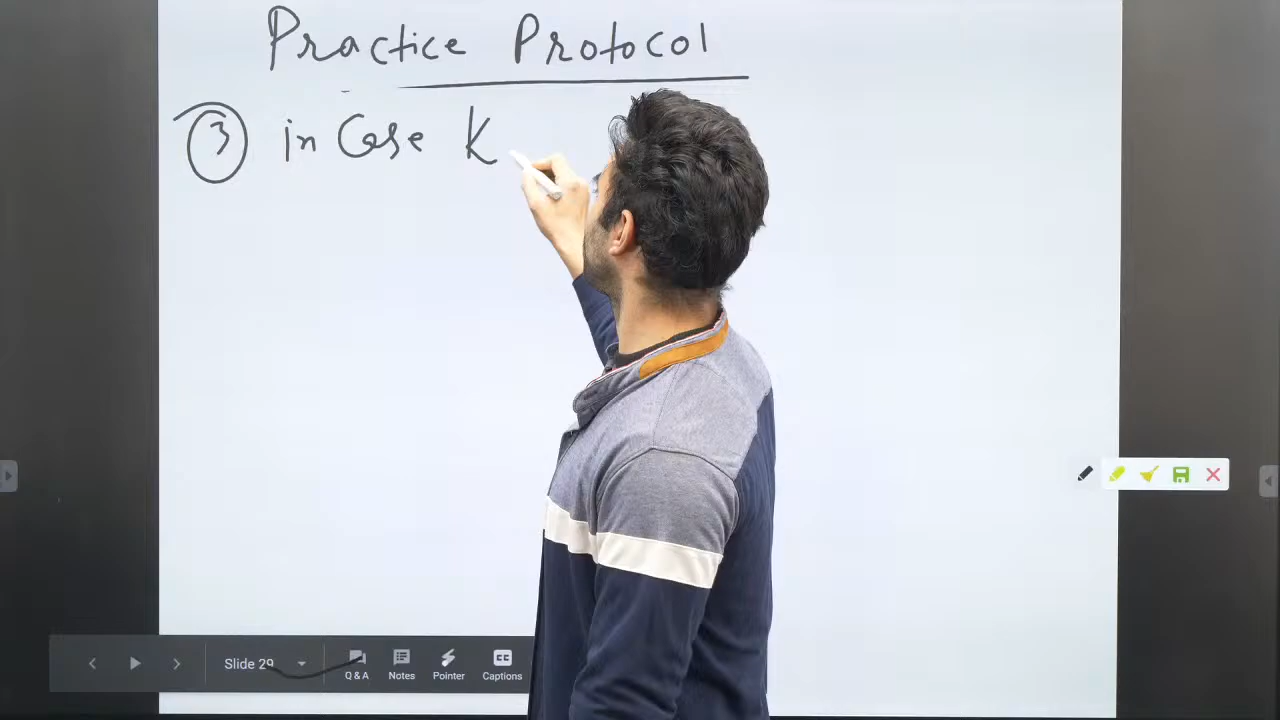 Practice Protocol
3 in Case K
Slide 29
Q & A
Notes
Pointer
Captions